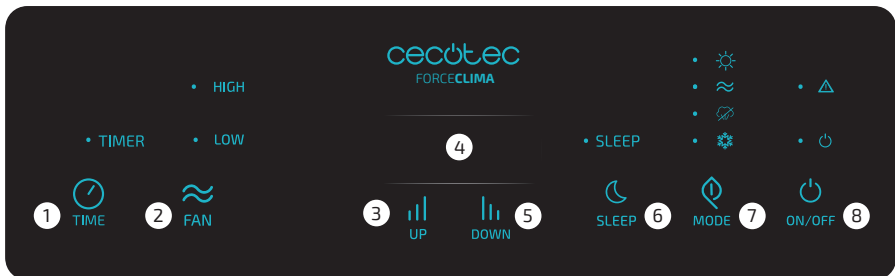 cecotec
FORCECLIMA
HIGH
TIMER
LOW
4
SLEEP
1
TIME
2
FAN
3
UP
5
DOWN
SLEEP
6
MODE
7
ON/OFF
8